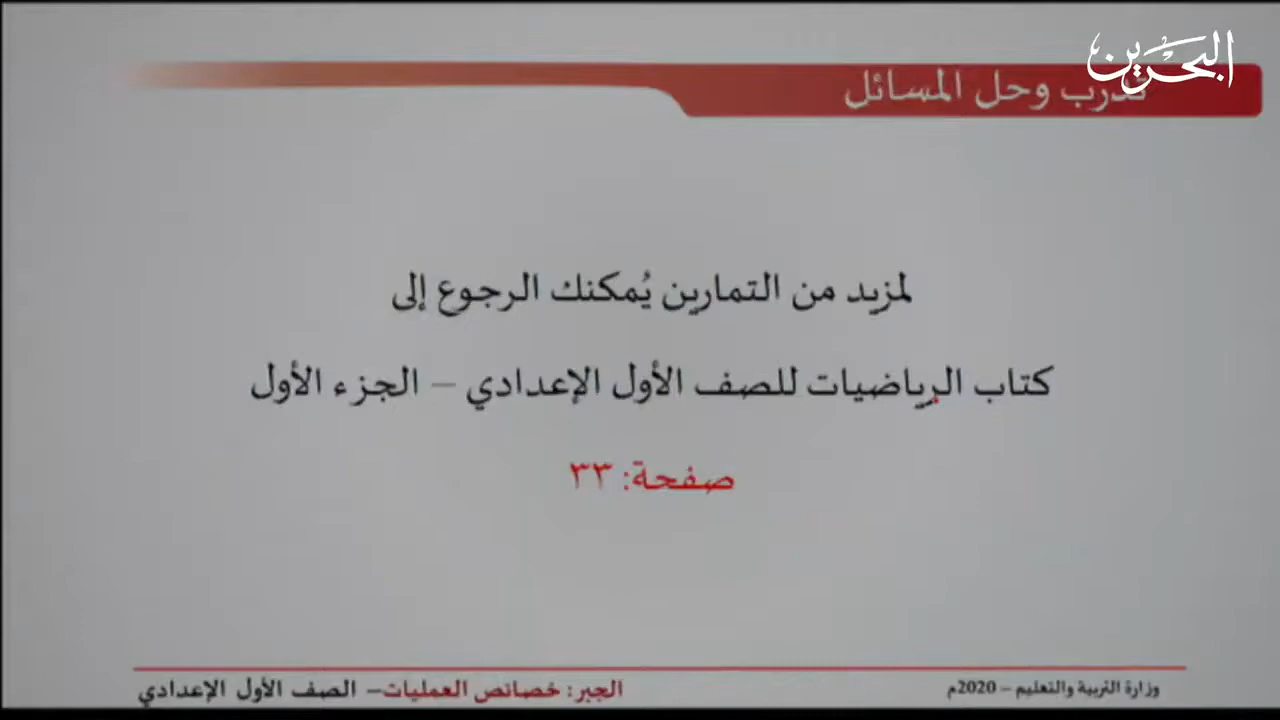 البحرين
تدرب وحل المسائل
لمزيد من التمارين يُمكنك الرجوع إلى
كتاب الرياضيات للصف الأول الإعدادي – الجزء الأول
صفحة: ٣٣
وزارة التربية والتعليم – 2020م
الجبر: خصائص العمليات– الصف الأول الإعدادي